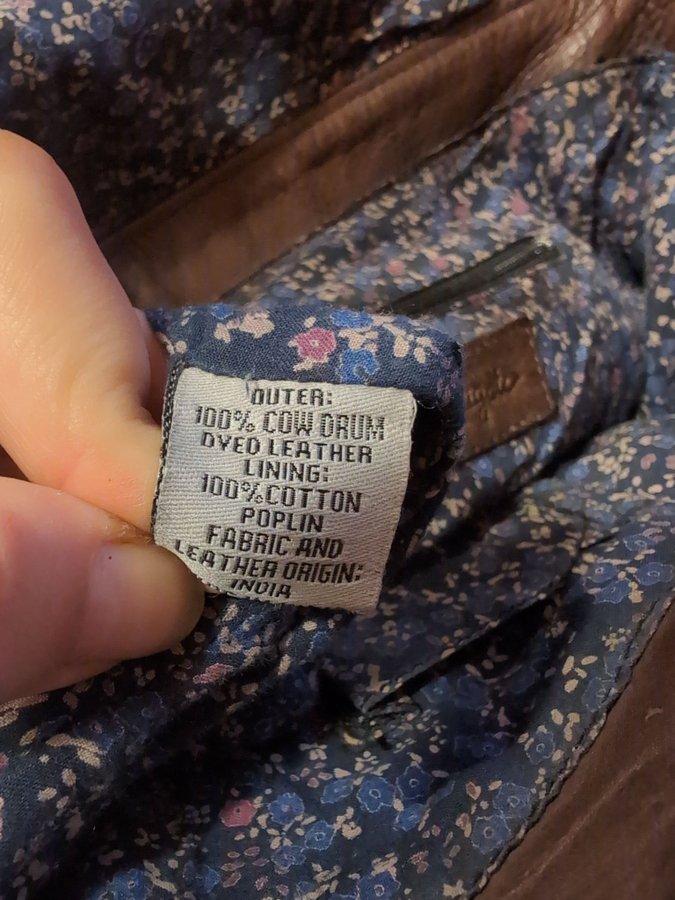 OUTER:
100% COW DRUM
DYED LEATHER
LINING:
100% COTTON
POPLIN
FABRIC AND
LEATHER ORIGIN:
INDIA